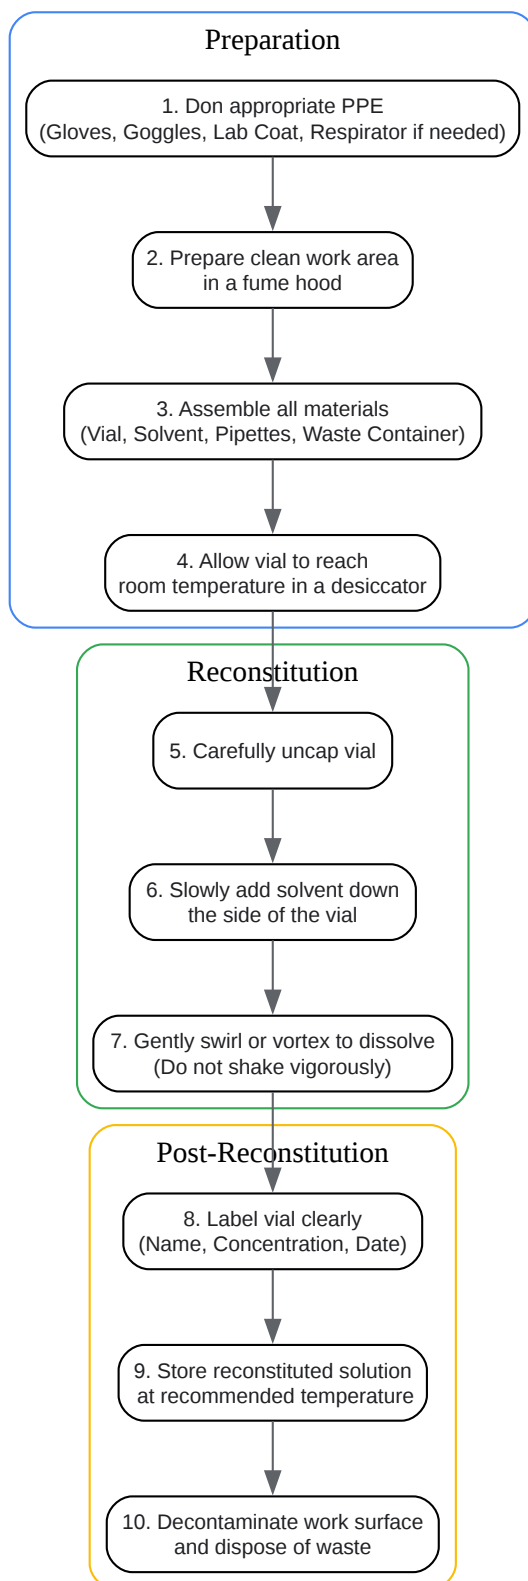 Preparation
1. Don appropriate PPE
(Gloves, Goggles, Lab Coat, Respirator if needed)
2. Prepare clean work area
in a fume hood
3. Assemble all materials
(Vial, Solvent, Pipettes, Waste Container)
4. Allow vial to reach
room temperature in a desiccator
Reconstitution
5. Carefully uncap vial
6. Slowly add solvent down
the side of the vial
7. Gently swirl or vortex to dissolve
(Do not shake vigorously)
Post-Reconstitution
8. Label vial clearly
(Name, Concentration, Date)
9. Store reconstituted solution
at recommended temperature
10. Decontaminate work surface
and dispose of waste